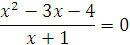 (x² − 3x − 4)/(x + 1) = 0